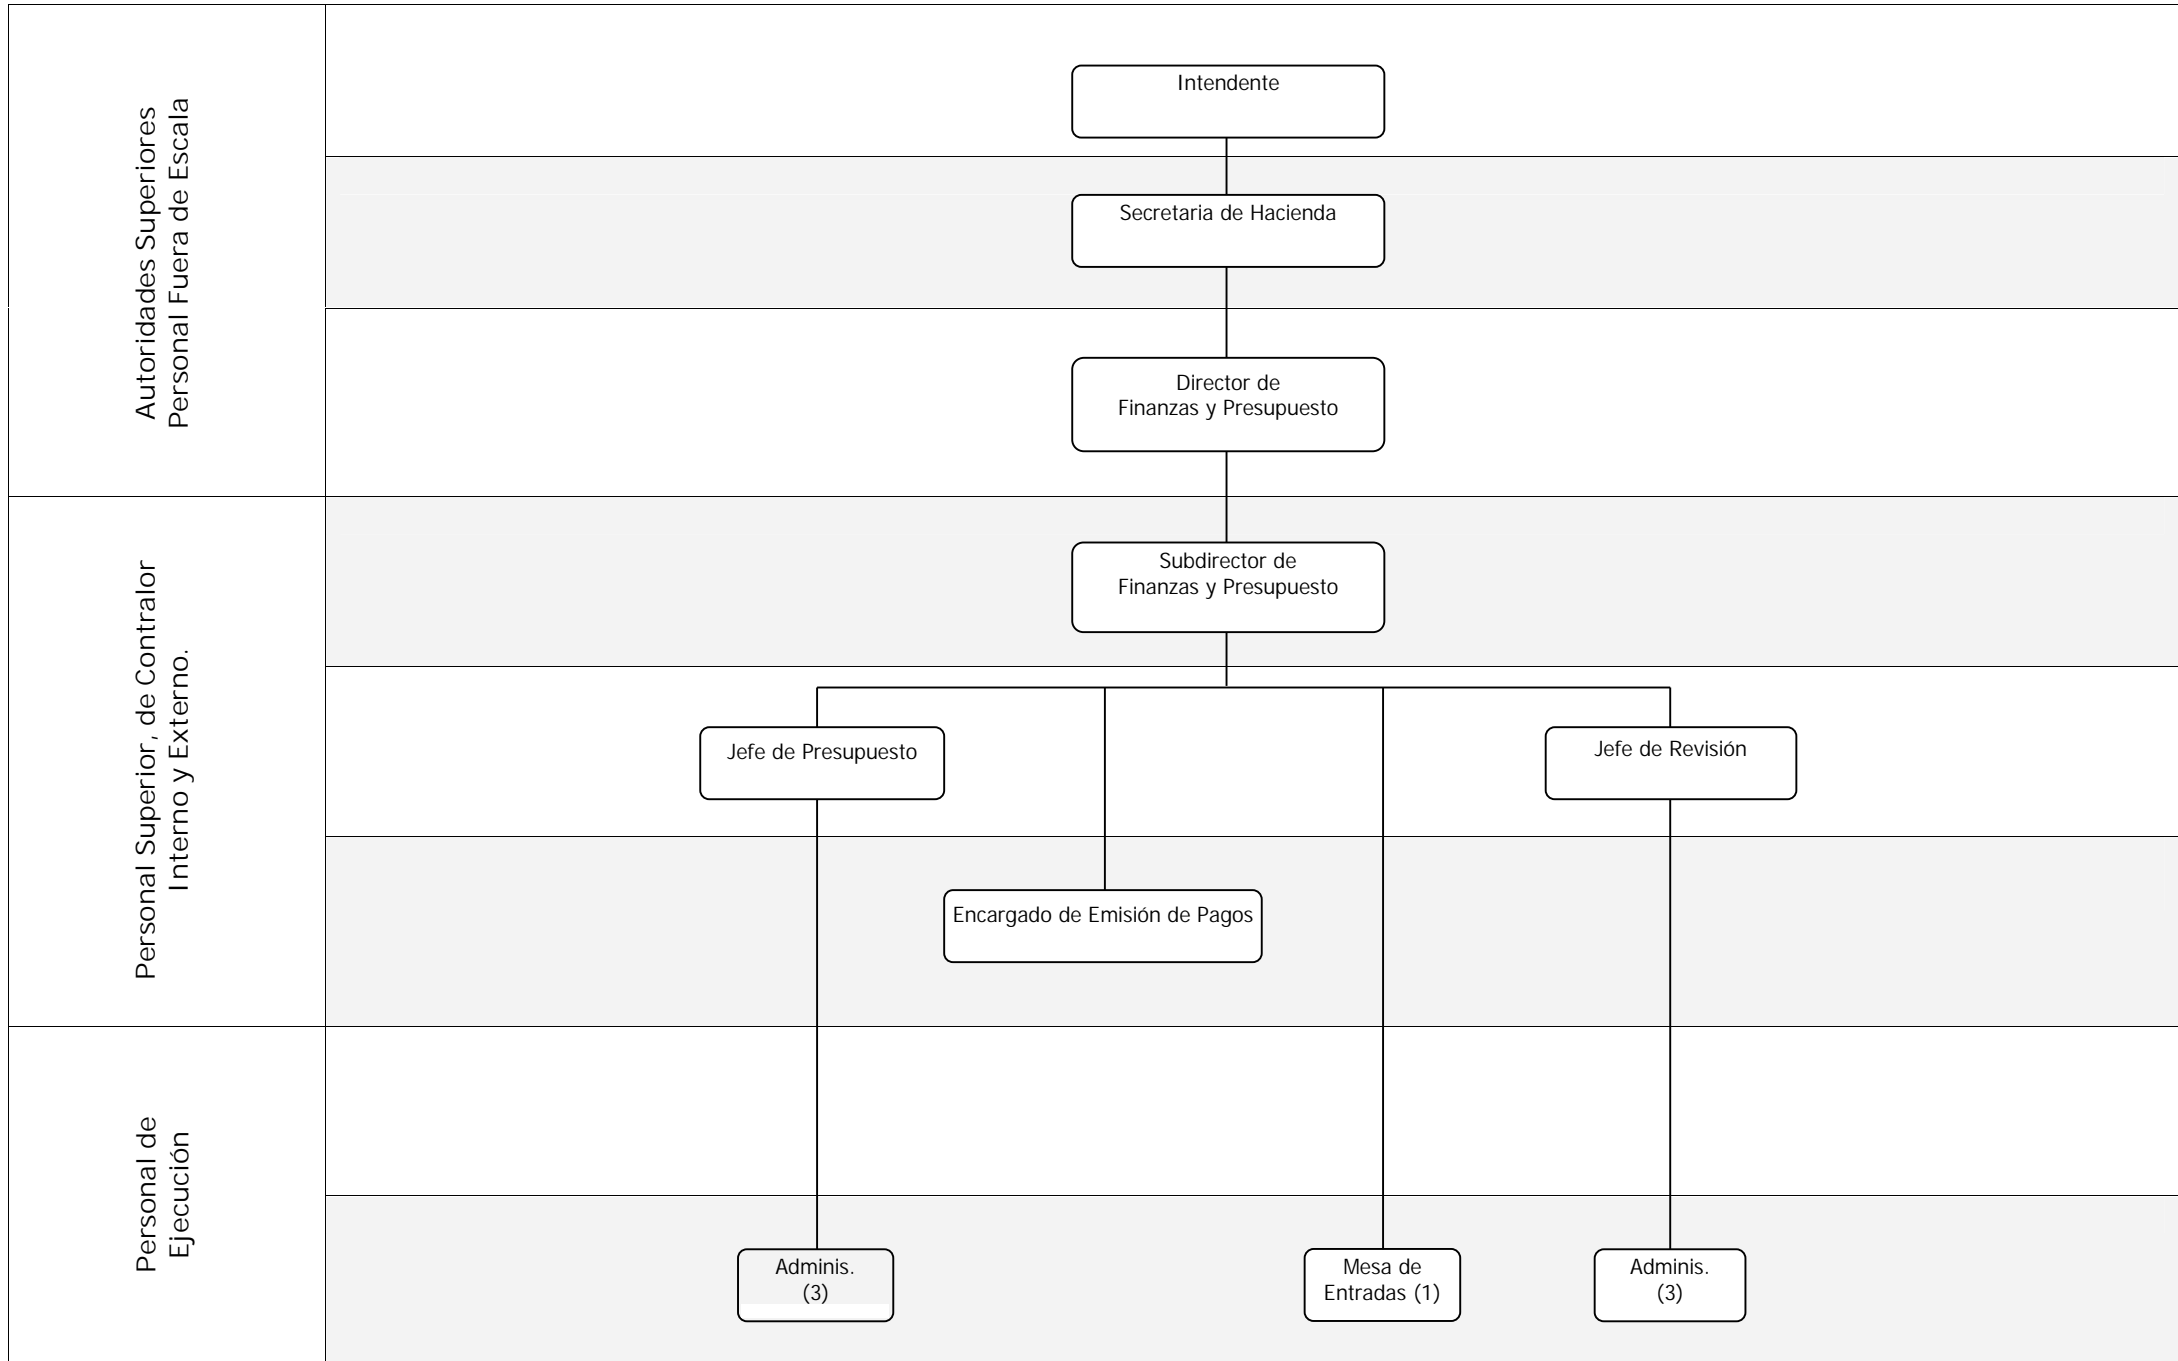 Autoridades Superiores
Personal Fuera de Escala
Intendente
Secretaria de Hacienda
Director de
Finanzas y Presupuesto
Personal Superior, de Contralor
Interno y Externo.
Subdirector de
Finanzas y Presupuesto
Jefe de Presupuesto
Jefe de Revisión
Encargado de Emisión de Pagos
Personal de
Ejecución
Adminis.
(3)
Mesa de
Entradas (1)
Adminis.
(3)